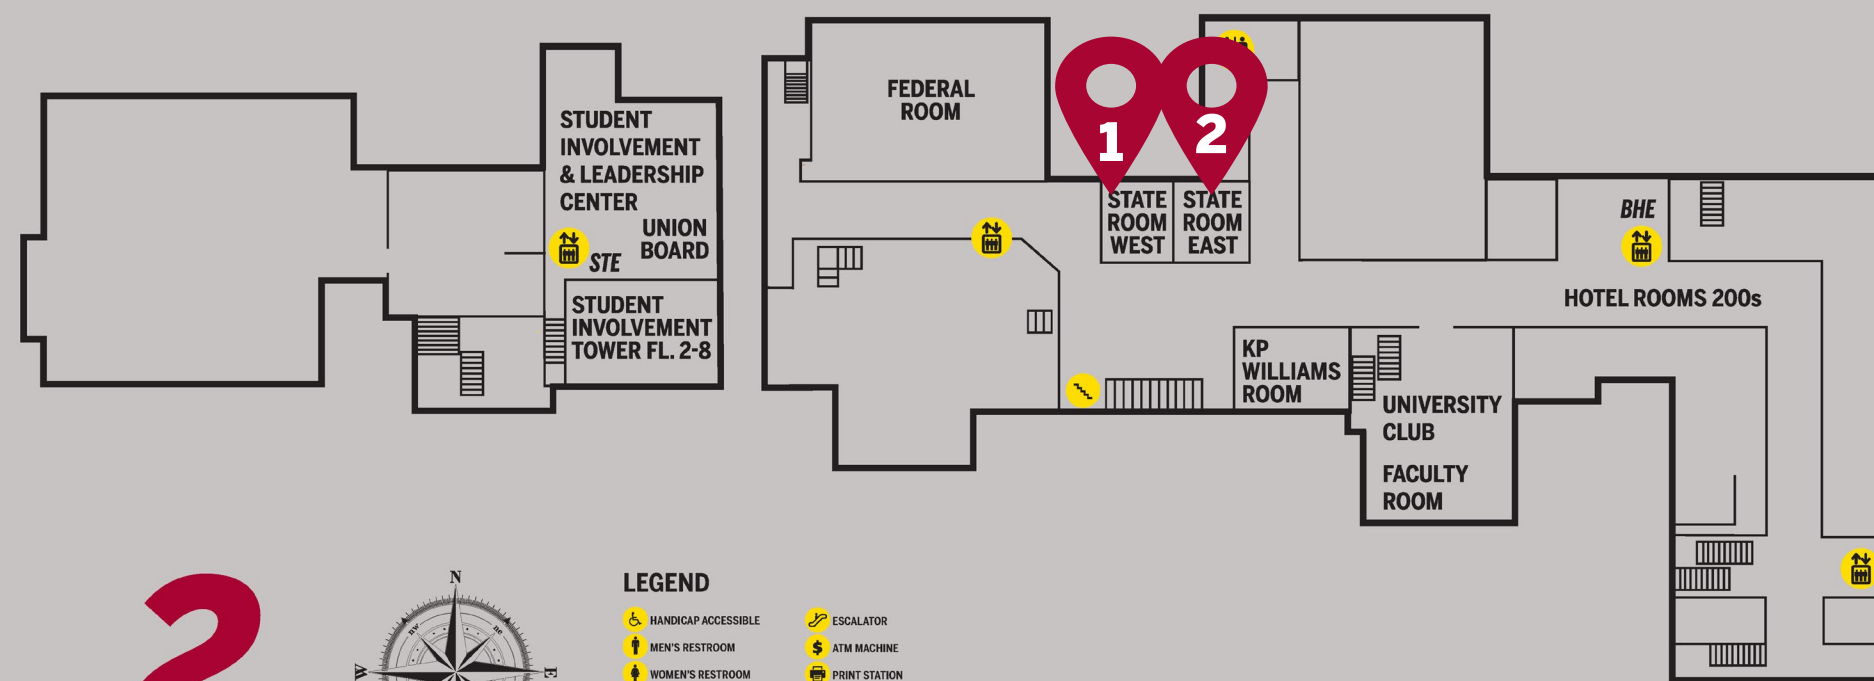 STUDENT
INVOLVEMENT
& LEADERSHIP
CENTER
UNION
BOARD
STE
STUDENT
INVOLVEMENT
TOWER FL. 2-8
FEDERAL
ROOM
1
2
STATE
ROOM
WEST
STATE
ROOM
EAST
BHE
HOTEL ROOMS 200s
KP
WILLIAMS
ROOM
UNIVERSITY
CLUB
FACULTY
ROOM
2
N
nw
ne
W
E
LEGEND
HANDICAP ACCESSIBLE
MEN'S RESTROOM
WOMEN'S RESTROOM
ESCALATOR
$
ATM MACHINE
PRINT STATION